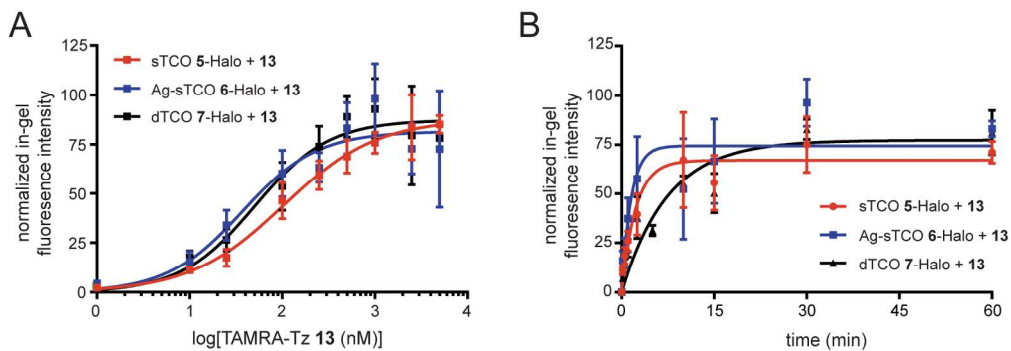 A
normalized in-gel
fluoresence intensity
125
100
75
50
25
0
sTCO 5-Halo + 13
Ag-sTCO 6-Halo + 13
dTCO 7-Halo + 13
0 1 2 3 4
log[TAMRA-Tz 13 (nM)]
B
normalized in-gel
fluoresence intensity
125
100
75
50
25
0
sTCO 5-Halo + 13
Ag-sTCO 6-Halo + 13
dTCO 7-Halo + 13
0 15 30 45 60
time (min)